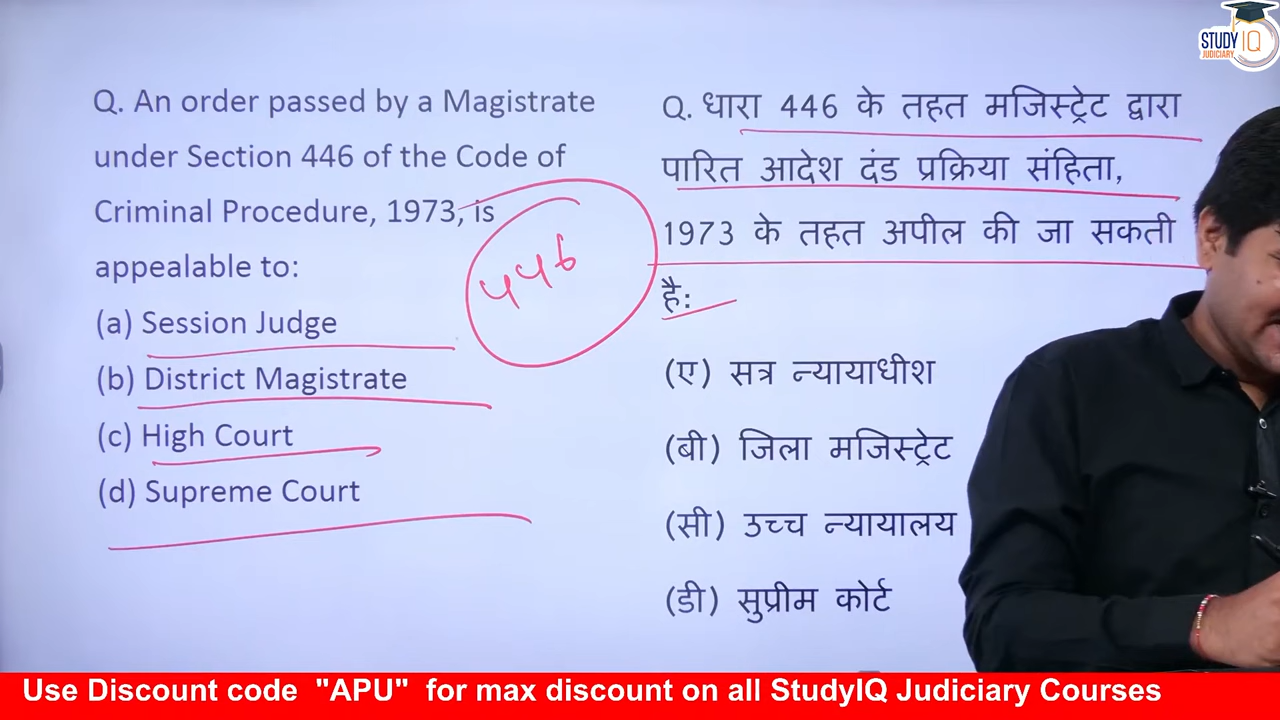 STUDY IQ
JUDICIARY
Q. An order passed by a Magistrate
under Section 446 of the Code of
Criminal Procedure, 1973, is
appealable to:
(a) Session Judge
(b) District Magistrate
(c) High Court
(d) Supreme Court
446
Q. धारा 446 के तहत मजिस्ट्रेट द्वारा
पारित आदेश दंड प्रक्रिया संहिता,
1973 के तहत अपील की जा सकती
है:
(ए) सत्र न्यायाधीश
(बी) जिला मजिस्ट्रेट
(सी) उच्च न्यायालय
(डी) सुप्रीम कोर्ट
Use Discount code "APU" for max discount on all StudyIQ Judiciary Courses